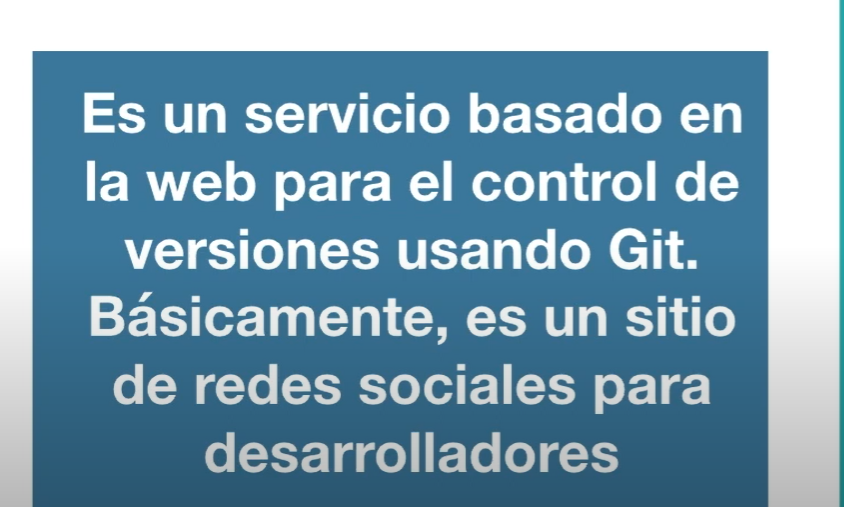 Es un servicio basado en
la web para el control de
versiones usando Git.
Básicamente, es un sitio
de redes sociales para
desarrolladores